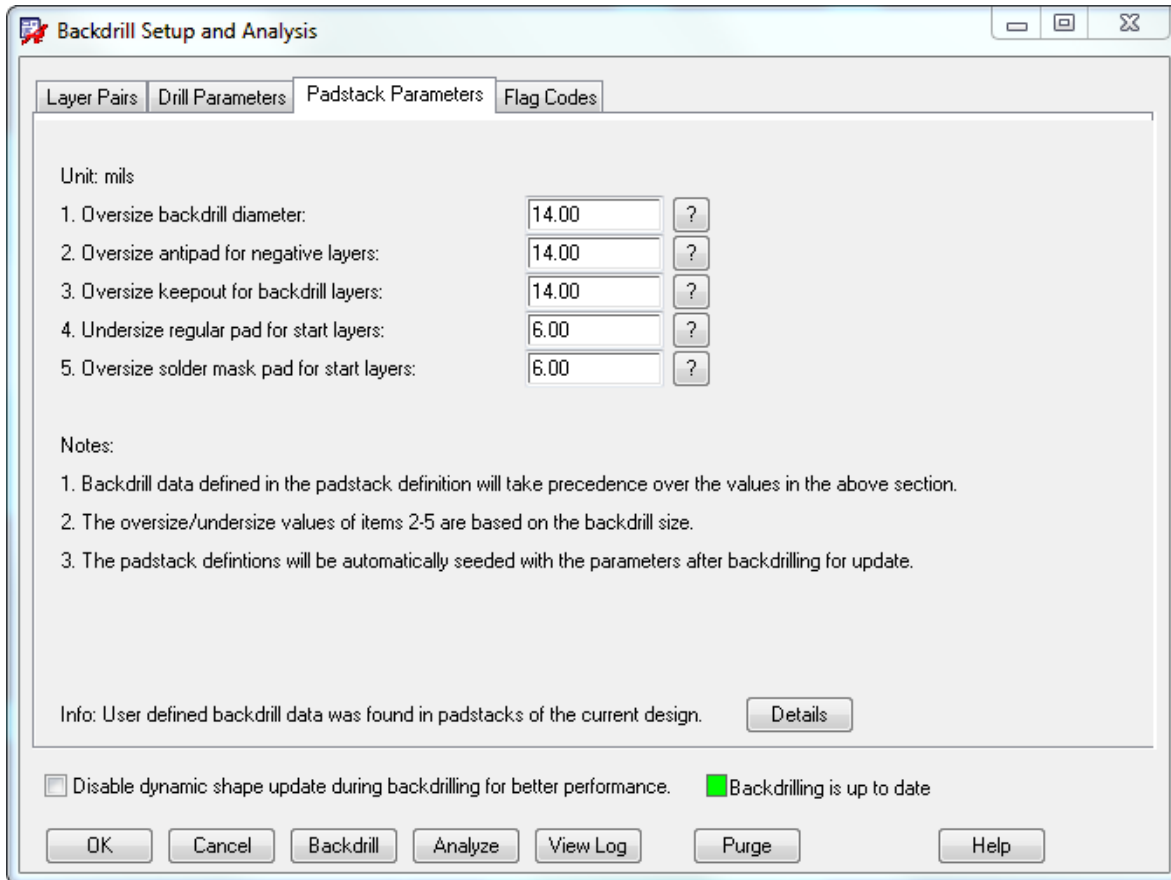 Backdrill Setup and Analysis
Layer Pairs Drill Parameters Padstack Parameters Flag Codes
Unit: mils
1. Oversize backdrill diameter: 14.00 ?
2. Oversize antipad for negative layers: 14.00 ?
3. Oversize keepout for backdrill layers: 14.00 ?
4. Undersize regular pad for start layers: 6.00 ?
5. Oversize solder mask pad for start layers: 6.00 ?
Notes:
1. Backdrill data defined in the padstack definition will take precedence over the values in the above section.
2. The oversize/undersize values of items 2-5 are based on the backdrill size.
3. The padstack defintions will be automatically seeded with the parameters after backdrilling for update.
Info: User defined backdrill data was found in padstacks of the current design. Details
Disable dynamic shape update during backdrilling for better performance. Backdrilling is up to date
OK Cancel Backdrill Analyze View Log Purge Help